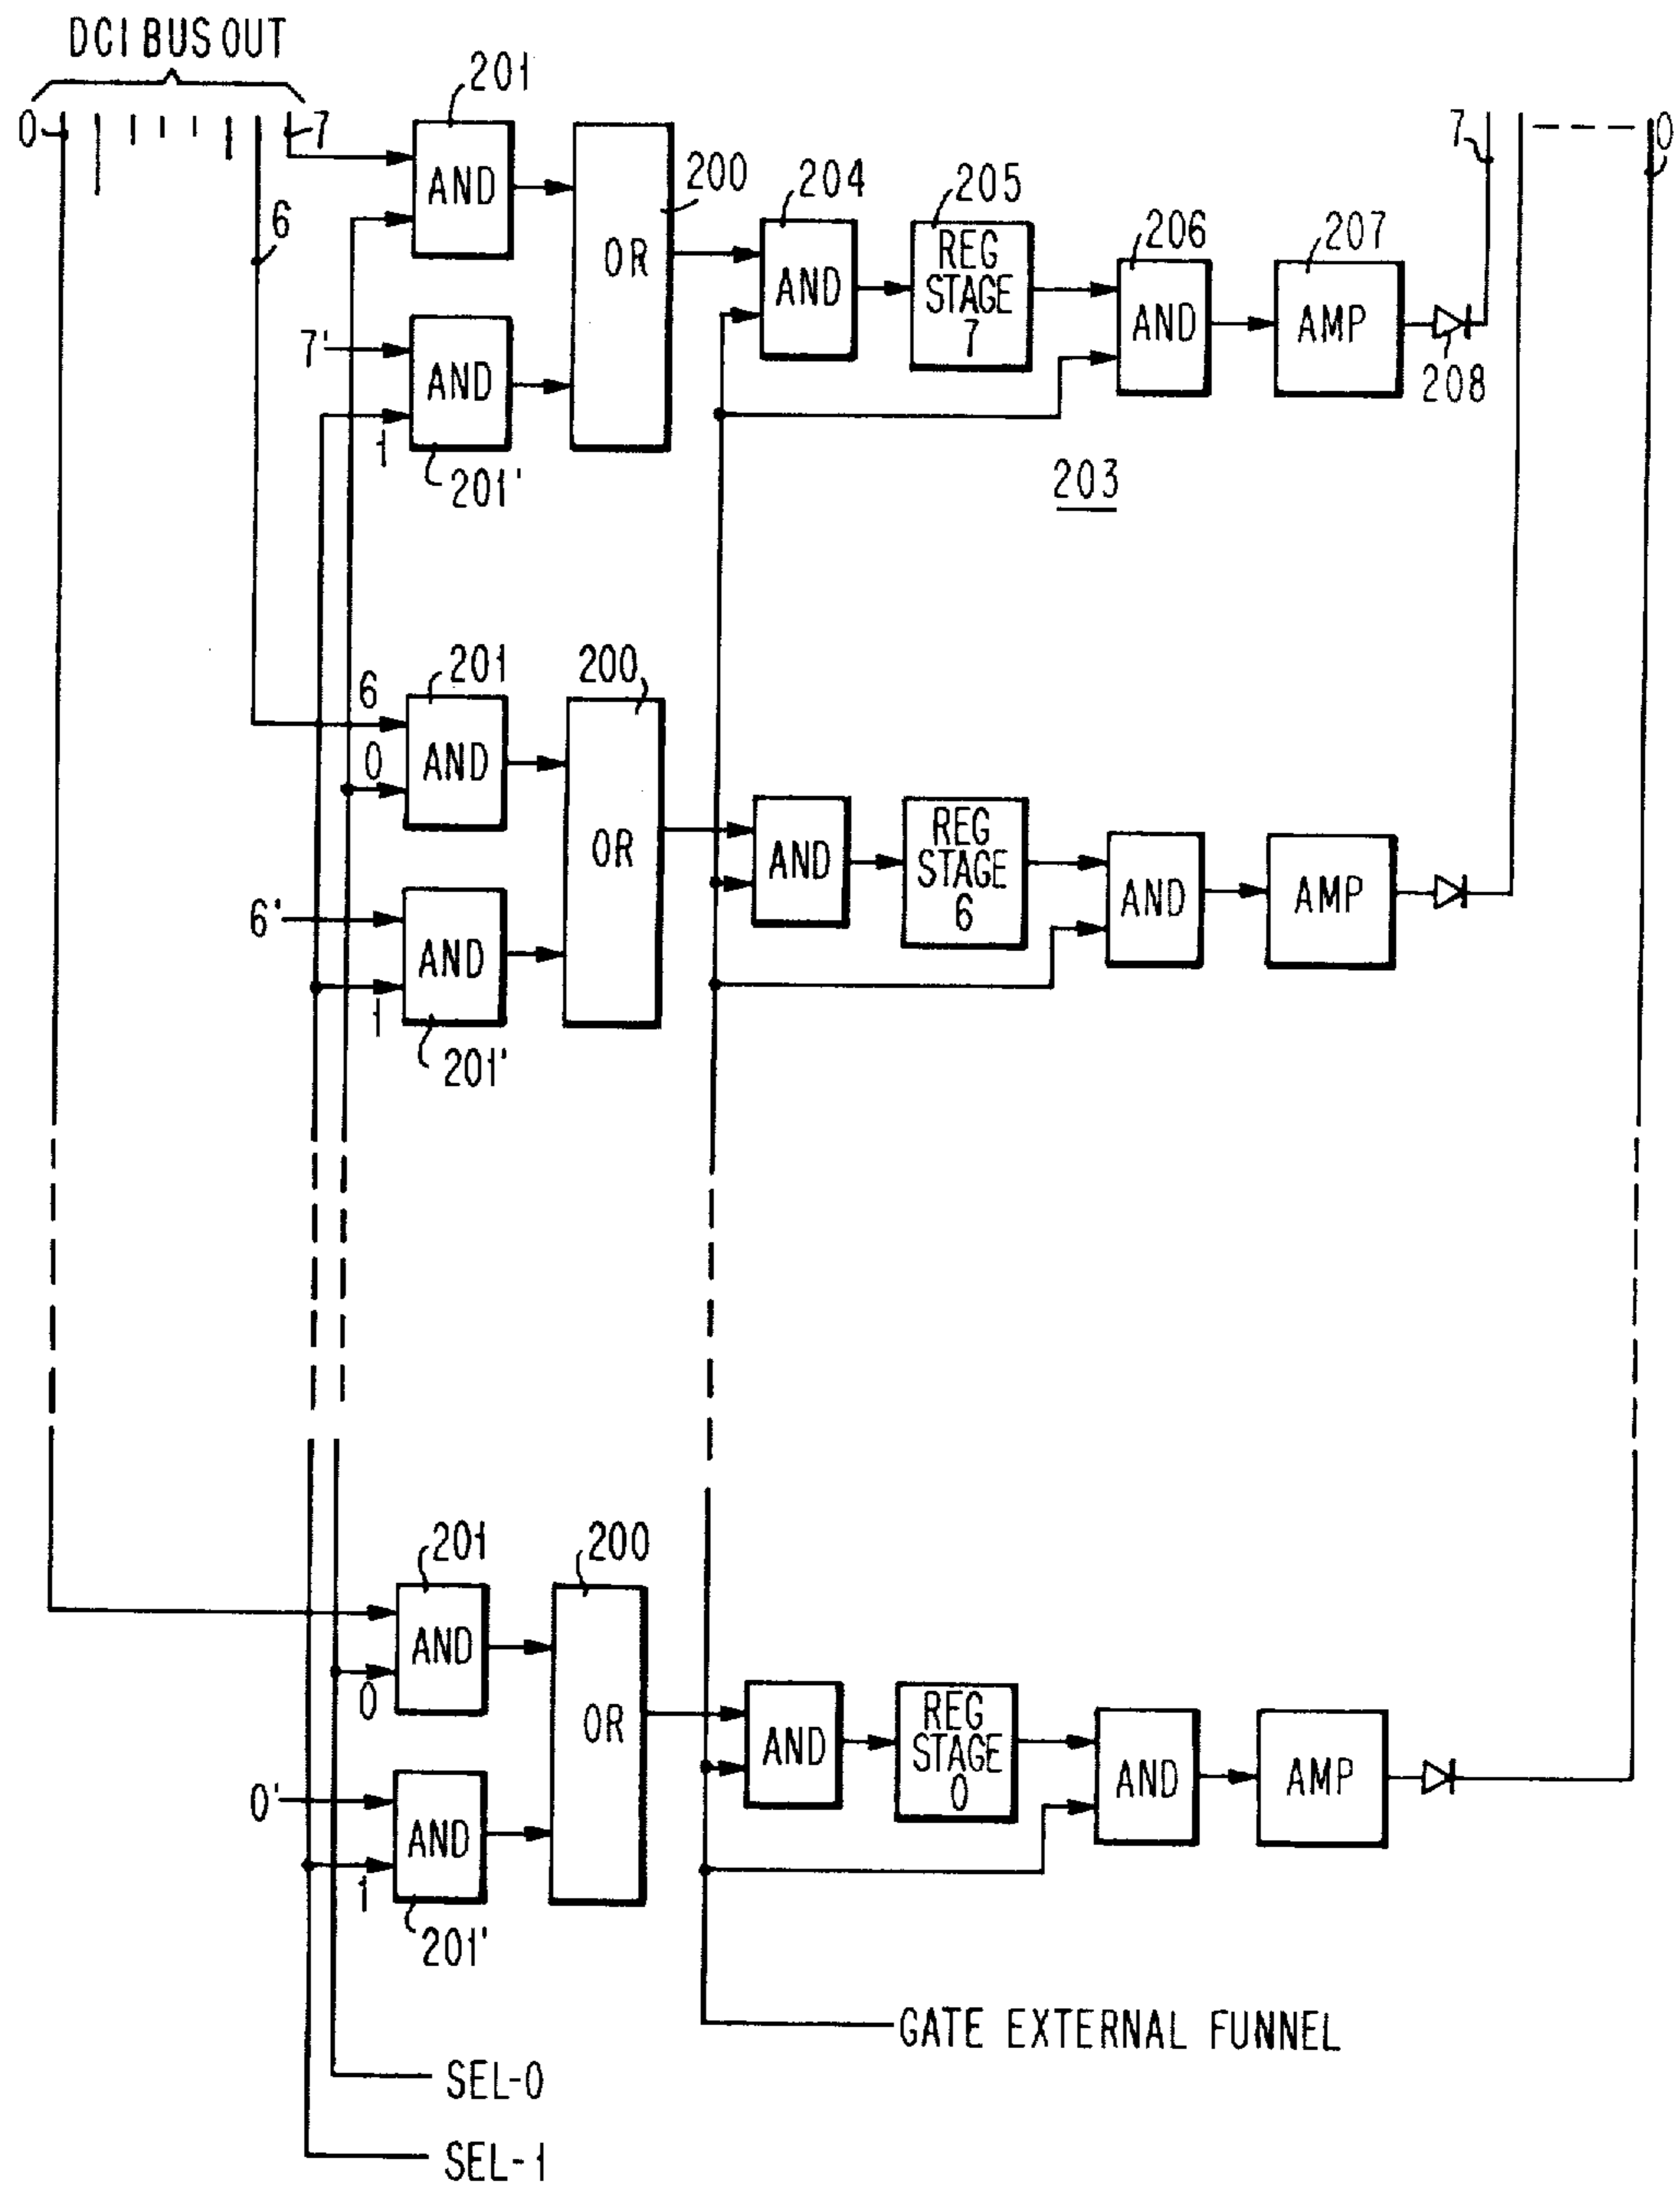 DCI BUS OUT
0
7
6
201
AND
7'
1
AND
201'
OR
200
204
AND
205
REG
STAGE
7
206
AND
207
AMP
208
7
0
203
6
0
201
AND
6'
1
AND
201'
200
OR
AND
REG
STAGE
6
AND
AMP
201
AND
0
0'
1
AND
201'
200
OR
AND
REG
STAGE
0
AND
AMP
GATE EXTERNAL FUNNEL
SEL-0
SEL-1